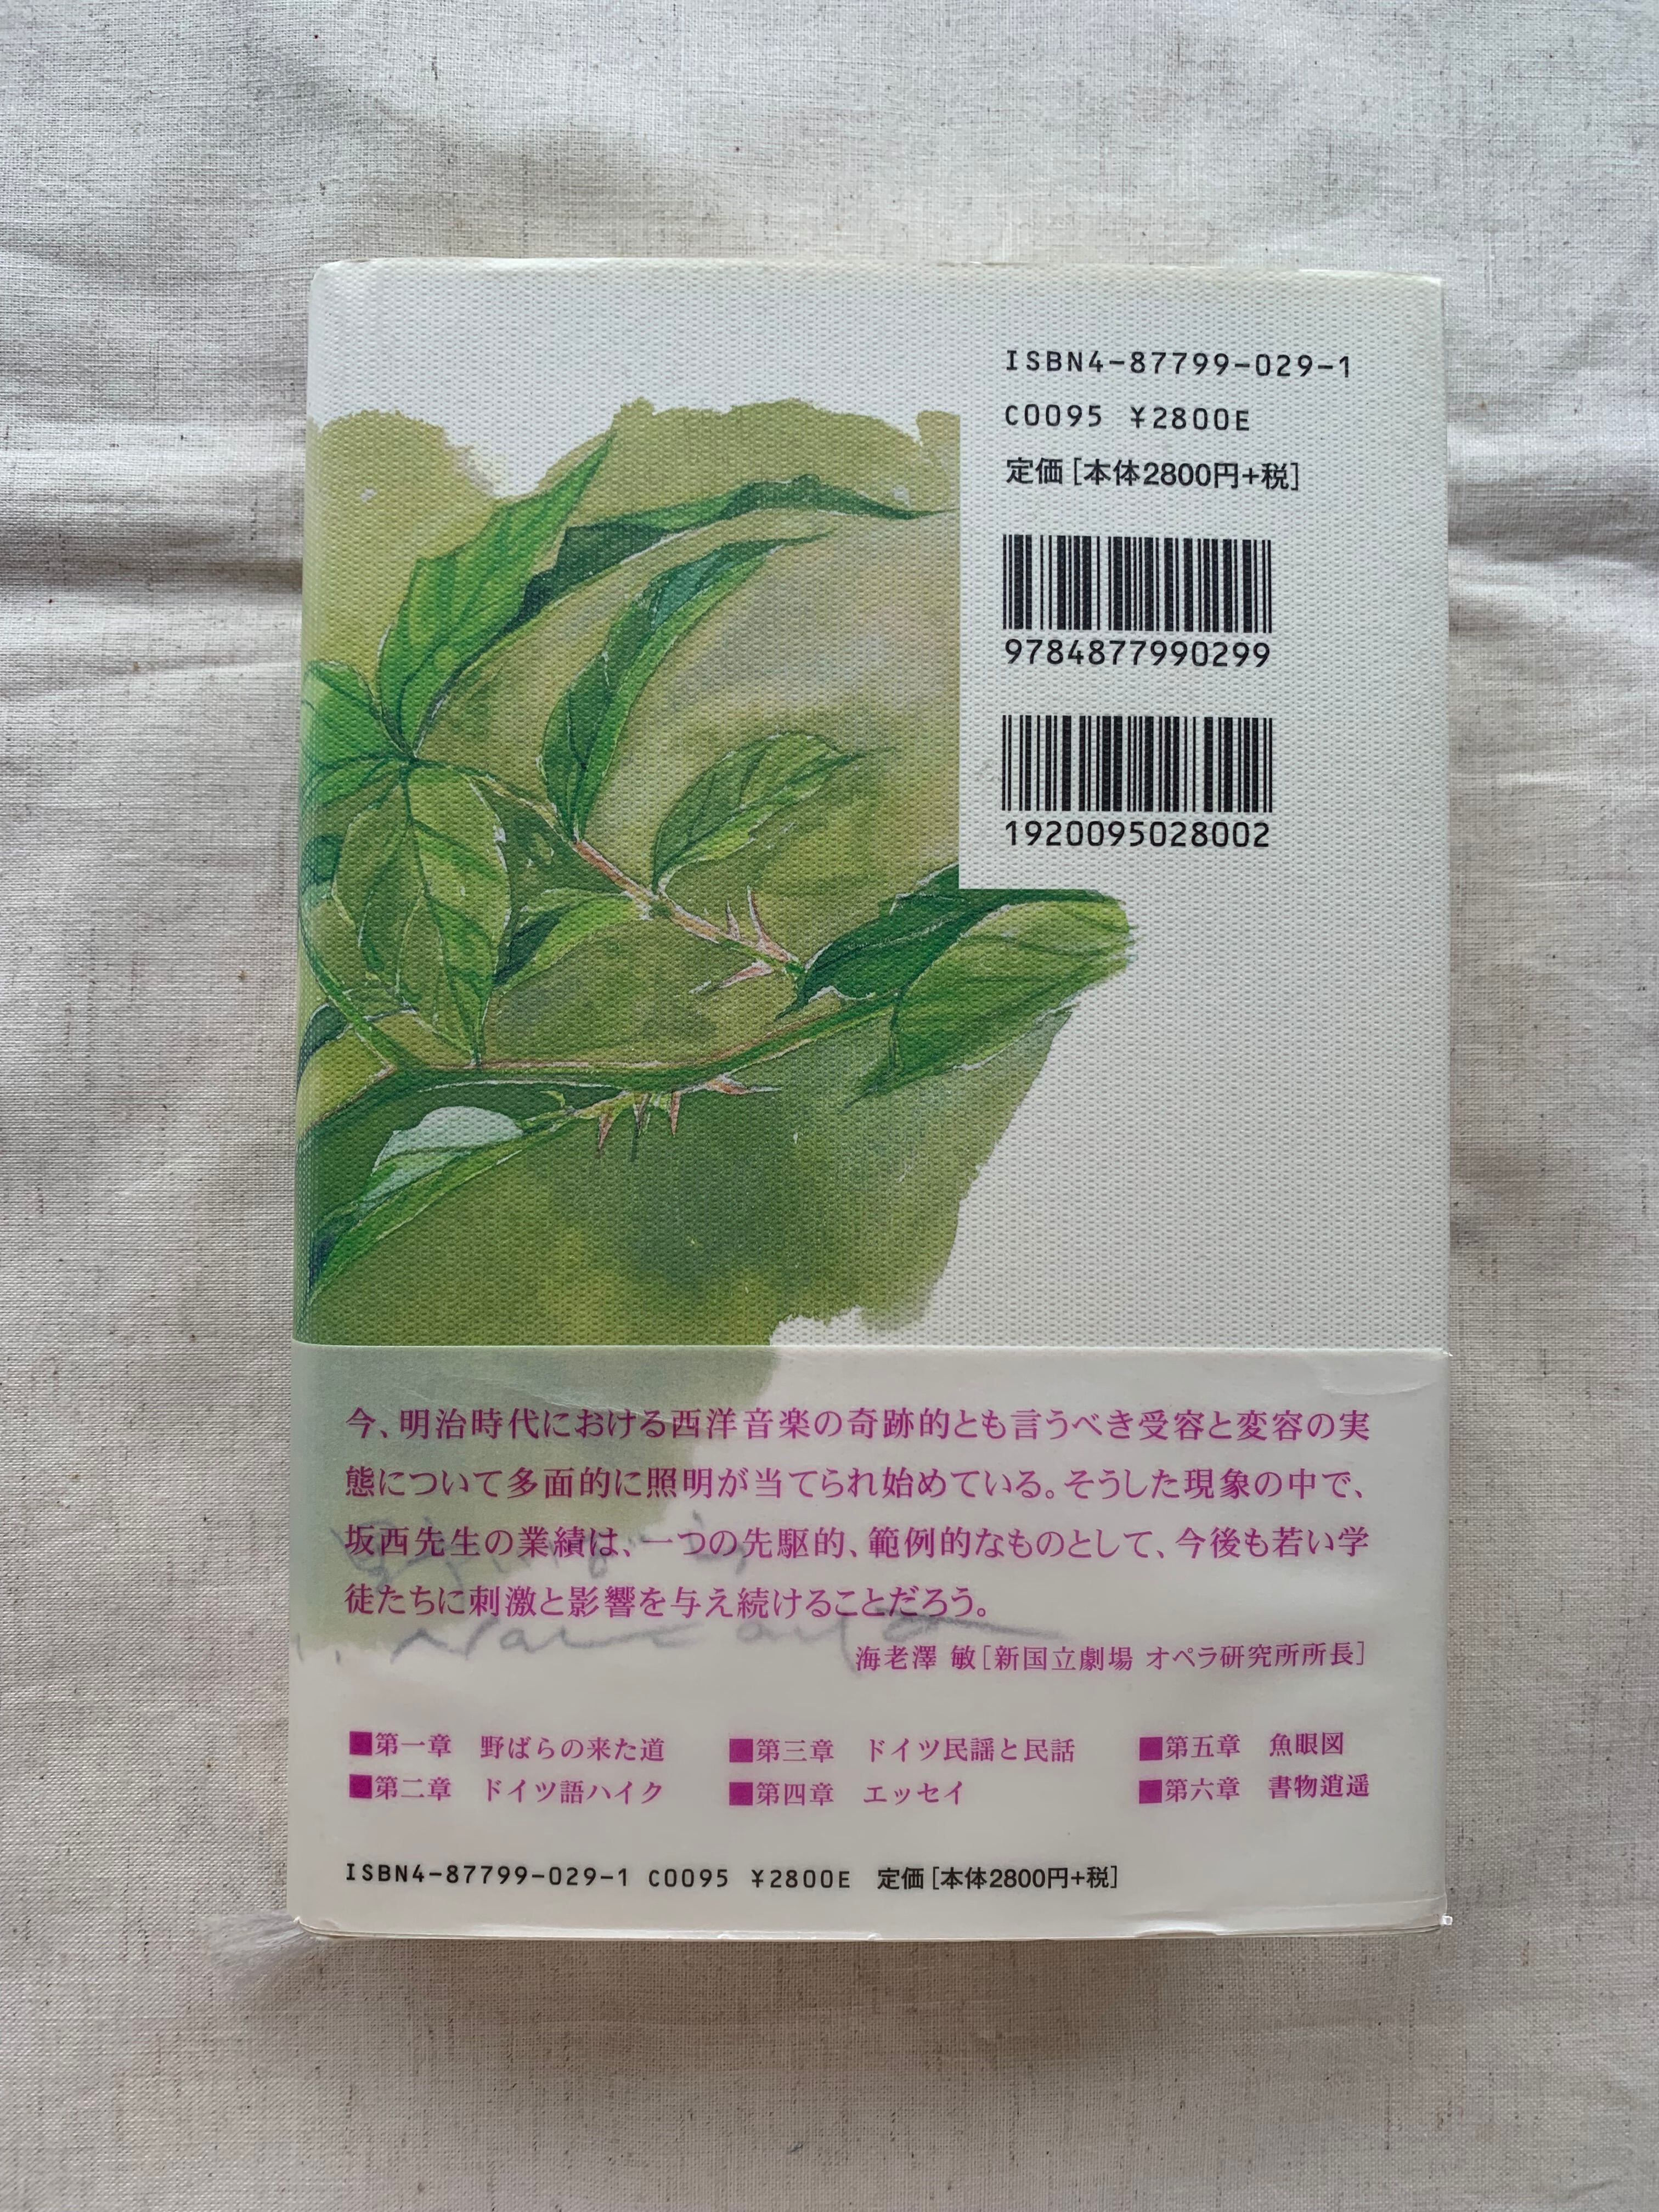 ISBN4-87799-029-1
C0095 ¥2800E
定価[本体2800円+税]
9784877990299
1920095028002
今、明治時代における西洋音楽の奇跡的とも言うべき受容と変容の実
態について多面的に照明が当てられ始めている。そうした現象の中で、
坂西先生の業績は、一つの先駆的、範例的なものとして、今後も若い学
徒たちに刺激と影響を与え続けることだろう。
海老澤 敏[新国立劇場 オペラ研究所所長]
■第一章 野ばらの来た道
■第二章 ドイツ語ハイク
■第三章 ドイツ民謡と民話
■第四章 エッセイ
■第五章 魚眼図
■第六章 書物逍遥
ISBN4-87799-029-1 C0095 ¥2800E 定価[本体2800円+税]